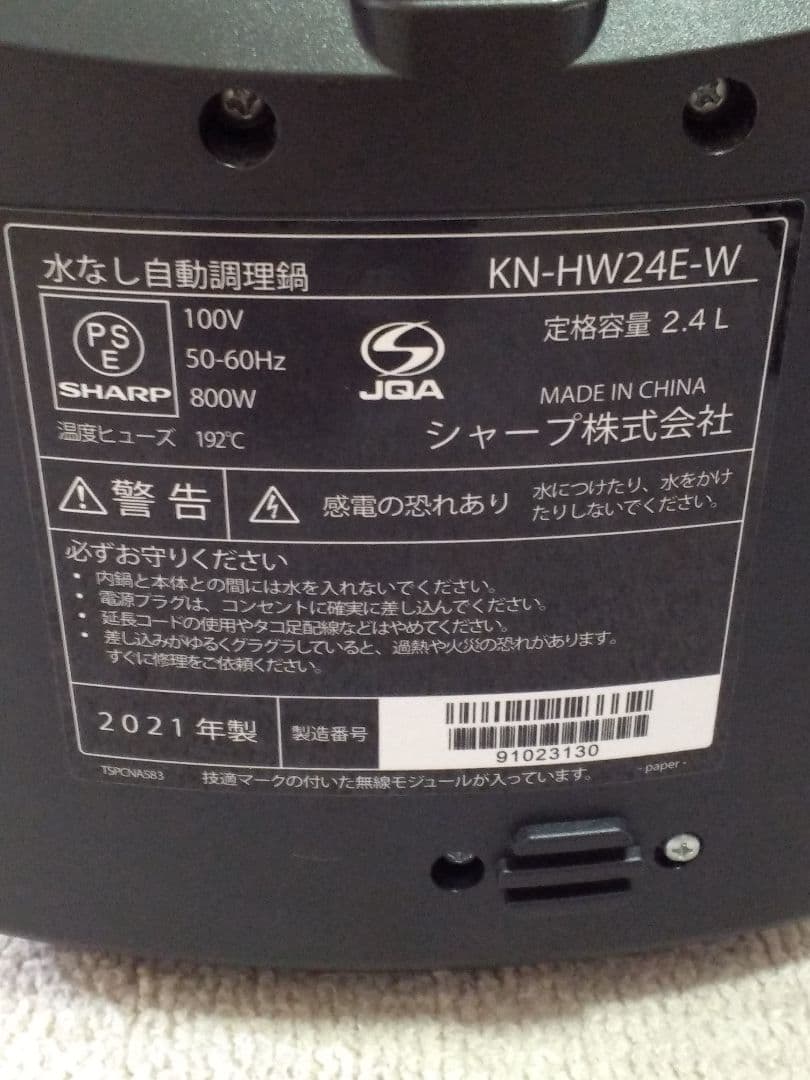 水なし自動調理鍋
KN-HW24E-W
PS
E
SHARP
100V
50-60Hz
800W
JQA
定格容量 2.4L
MADE IN CHINA
シャープ株式会社
温度ヒューズ 192℃
警告
感電の恐れあり
水につけたり、水をかけ
たりしないでください。
必ずお守りください
・内鍋と本体との間には水を入れないでください。
・電源プラグは、コンセントに確実に差し込んでください。
・延長コードの使用やタコ足配線などはやめてください。
・差し込みがゆるくグラグラしていると、過熱や火災の恐れがあります。
すぐに修理をご依頼ください。
2021年製
製造番号
91023130
TSPCNA583
技適マークの付いた無線モジュールが入っています。
- paper -